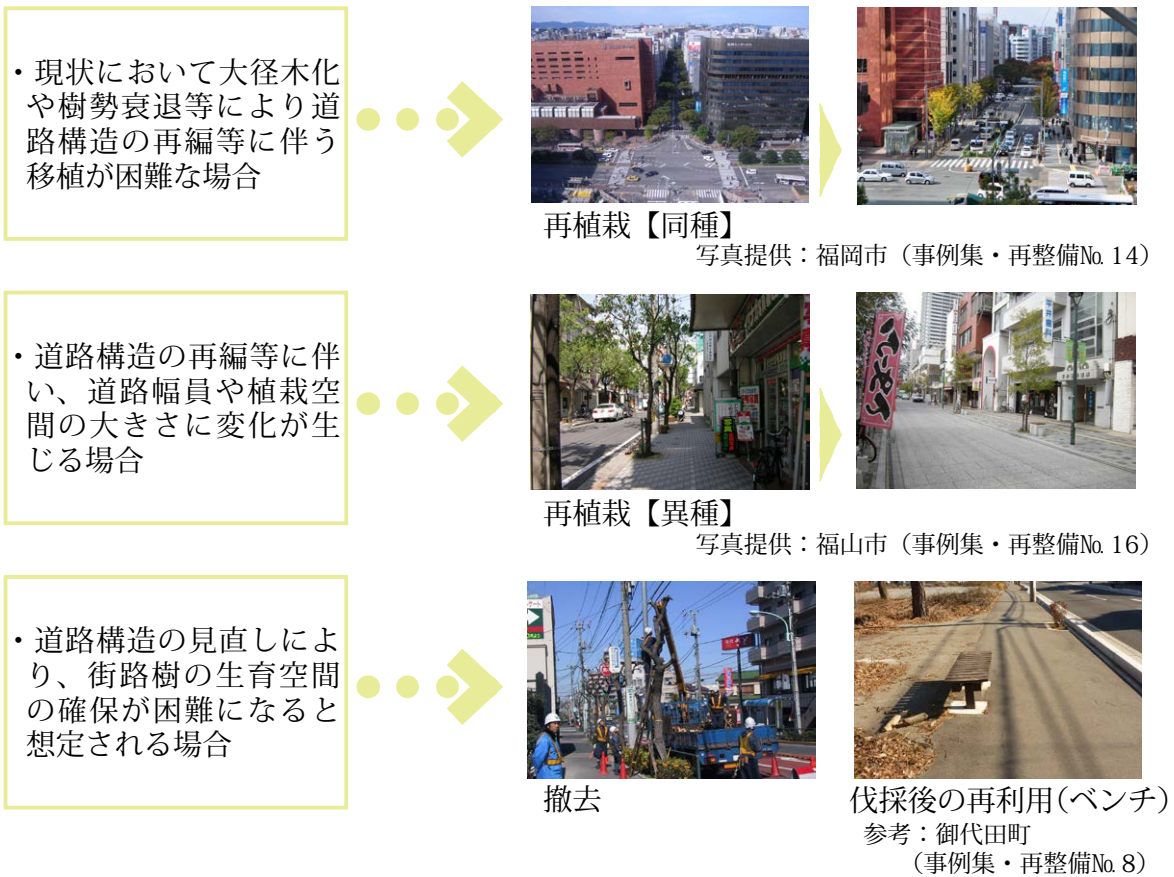 ・現状において大径木化
や樹勢衰退等により道
路構造の再編等に伴う
移植が困難な場合
再植栽【同種】
写真提供：福岡市（事例集・再整備№14）
・道路構造の再編等に伴
い、道路幅員や植栽空
間の大きさに変化が生
じる場合
再植栽【異種】
写真提供：福山市（事例集・再整備№16）
・道路構造の見直しによ
り、街路樹の生育空間
の確保が困難になると
想定される場合
撤去
伐採後の再利用(ベンチ)
参考：御代田町
（事例集・再整備№8）